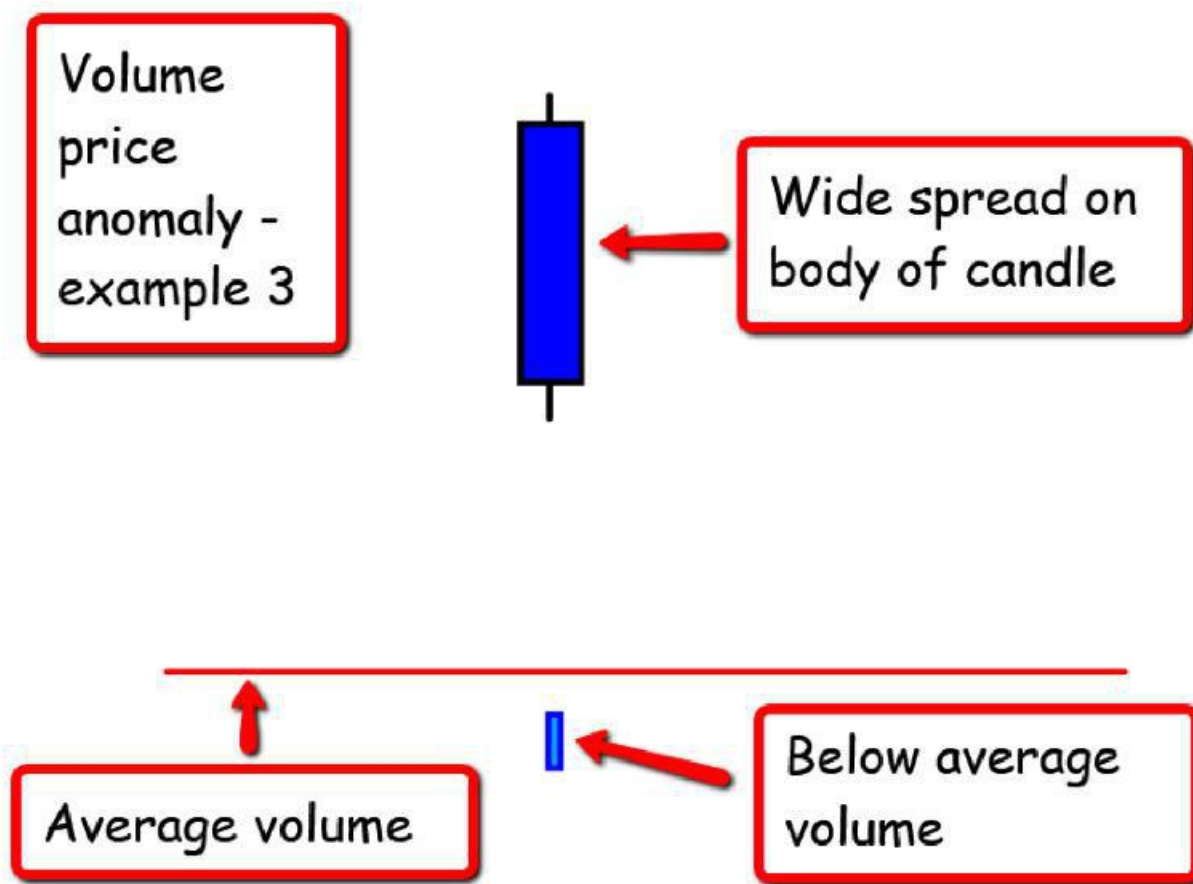 Volume
price
anomaly -
example 3
Wide spread on
body of candle
Average volume
Below average
volume